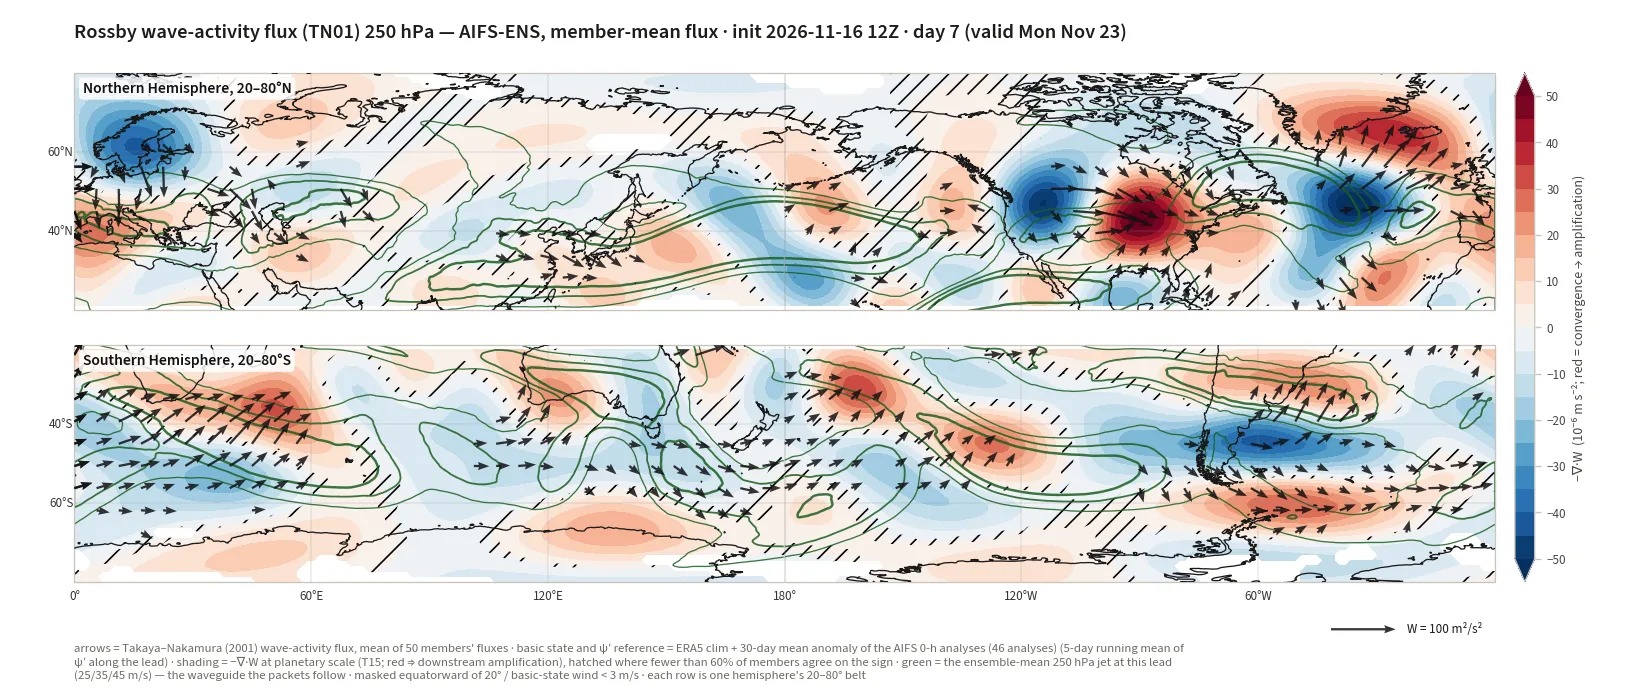 Rossby wave-activity flux (TN01) 250 hPa — AIFS-ENS, member-mean flux · init 2026-11-16 12Z · day 7 (valid Mon Nov 23)
Northern Hemisphere, 20–80°N
60°N
40°N
Southern Hemisphere, 20–80°S
40°S
60°S
0°
60°E
120°E
180°
120°W
60°W
50
40
30
20
10
0
−10
−20
−30
−40
−50
−∇·W (10⁻⁶ m s⁻²; red = convergence → amplification)
W = 100 m²/s²
arrows = Takaya–Nakamura (2001) wave-activity flux, mean of 50 members' fluxes · basic state and ψ' reference = ERA5 clim + 30-day mean anomaly of the AIFS 0-h analyses (46 analyses) (5-day running mean of
ψ' along the lead) · shading = −∇·W at planetary scale (T15; red ⇒ downstream amplification), hatched where fewer than 60% of members agree on the sign · green = the ensemble-mean 250 hPa jet at this lead
(25/35/45 m/s) — the waveguide the packets follow · masked equatorward of 20° / basic-state wind < 3 m/s · each row is one hemisphere's 20–80° belt